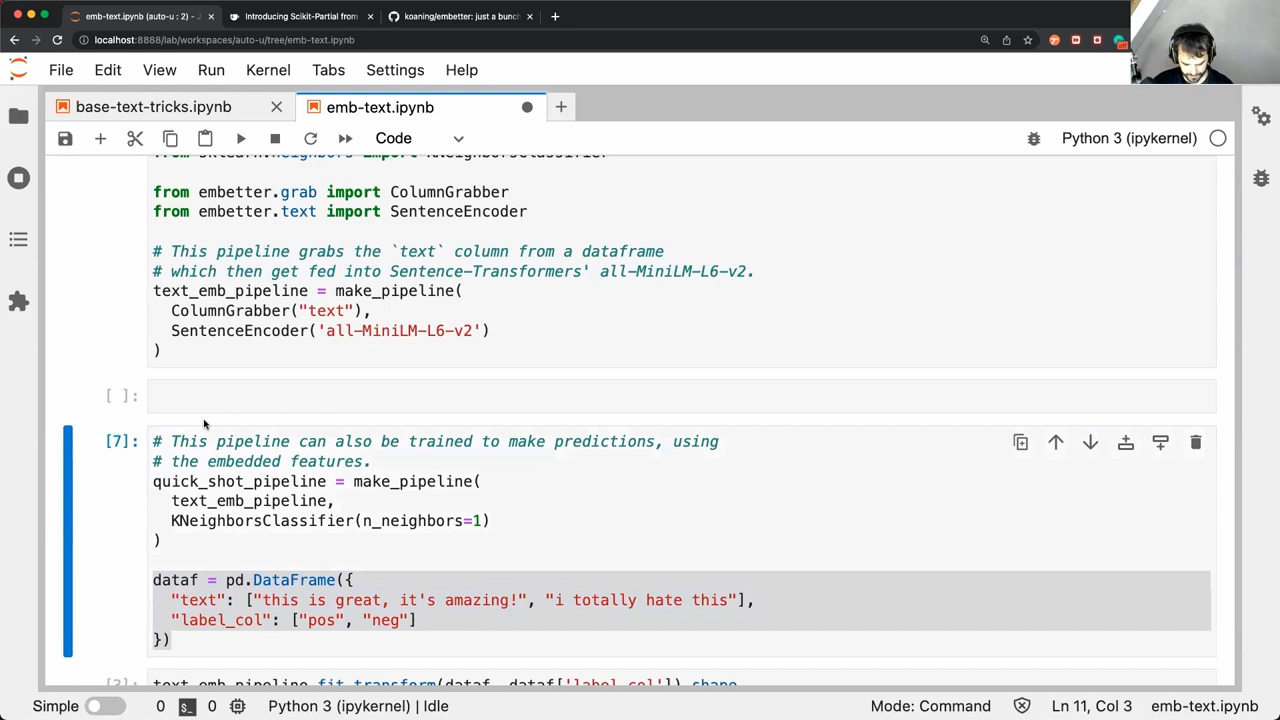 emb-text.ipynb (auto-u : 2) - J
Introducing Scikit-Partial from
koaning/embetter: just a bunch
localhost:8888/lab/workspaces/auto-u/tree/emb-text.ipynb
File Edit View Run Kernel Tabs Settings Help
base-text-tricks.ipynb
emb-text.ipynb
Code
Python 3 (ipykernel)
from sklearn.neighbors import KNeighborsClassifier
from embetter.grab import ColumnGrabber
from embetter.text import SentenceEncoder
# This pipeline grabs the `text` column from a dataframe
# which then get fed into Sentence-Transformers' all-MiniLM-L6-v2.
text_emb_pipeline = make_pipeline(
ColumnGrabber("text"),
SentenceEncoder('all-MiniLM-L6-v2')
)
[ ]:
[7]:
# This pipeline can also be trained to make predictions, using
# the embedded features.
quick_shot_pipeline = make_pipeline(
text_emb_pipeline,
KNeighborsClassifier(n_neighbors=1)
)
dataf = pd.DataFrame({
"text": ["this is great, it's amazing!", "i totally hate this"],
"label_col": ["pos", "neg"]
})
[3]:
text_emb_pipeline.fit_transform(dataf, dataf['label_col']).shape
Simple 0 $_ 0 Python 3 (ipykernel) | Idle Mode: Command Ln 11, Col 3 emb-text.ipynb